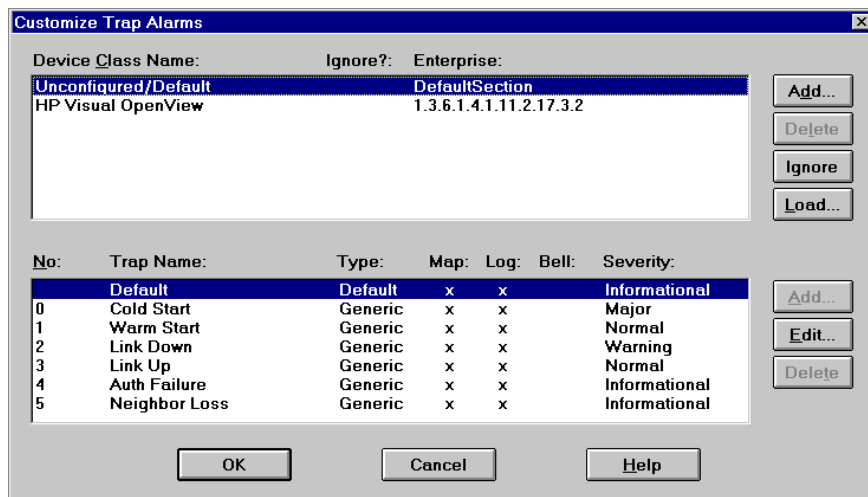 Customize Trap Alarms
Device Class Name: Ignore?: Enterprise:
Unconfiqured/Default DefaultSection
HP Visual OpenView 1.3.6.1.4.1.11.2.17.3.2
Add...
Delete
Ignore
Load...
No: Trap Name: Type: Map: Log: Bell: Severity:
Default Default x x Informational
0 Cold Start Generic x x Major
1 Warm Start Generic x x Normal
2 Link Down Generic x x Warning
3 Link Up Generic x x Normal
4 Auth Failure Generic x x Informational
5 Neighbor Loss Generic x x Informational
Add...
Edit...
Delete
OK Cancel Help